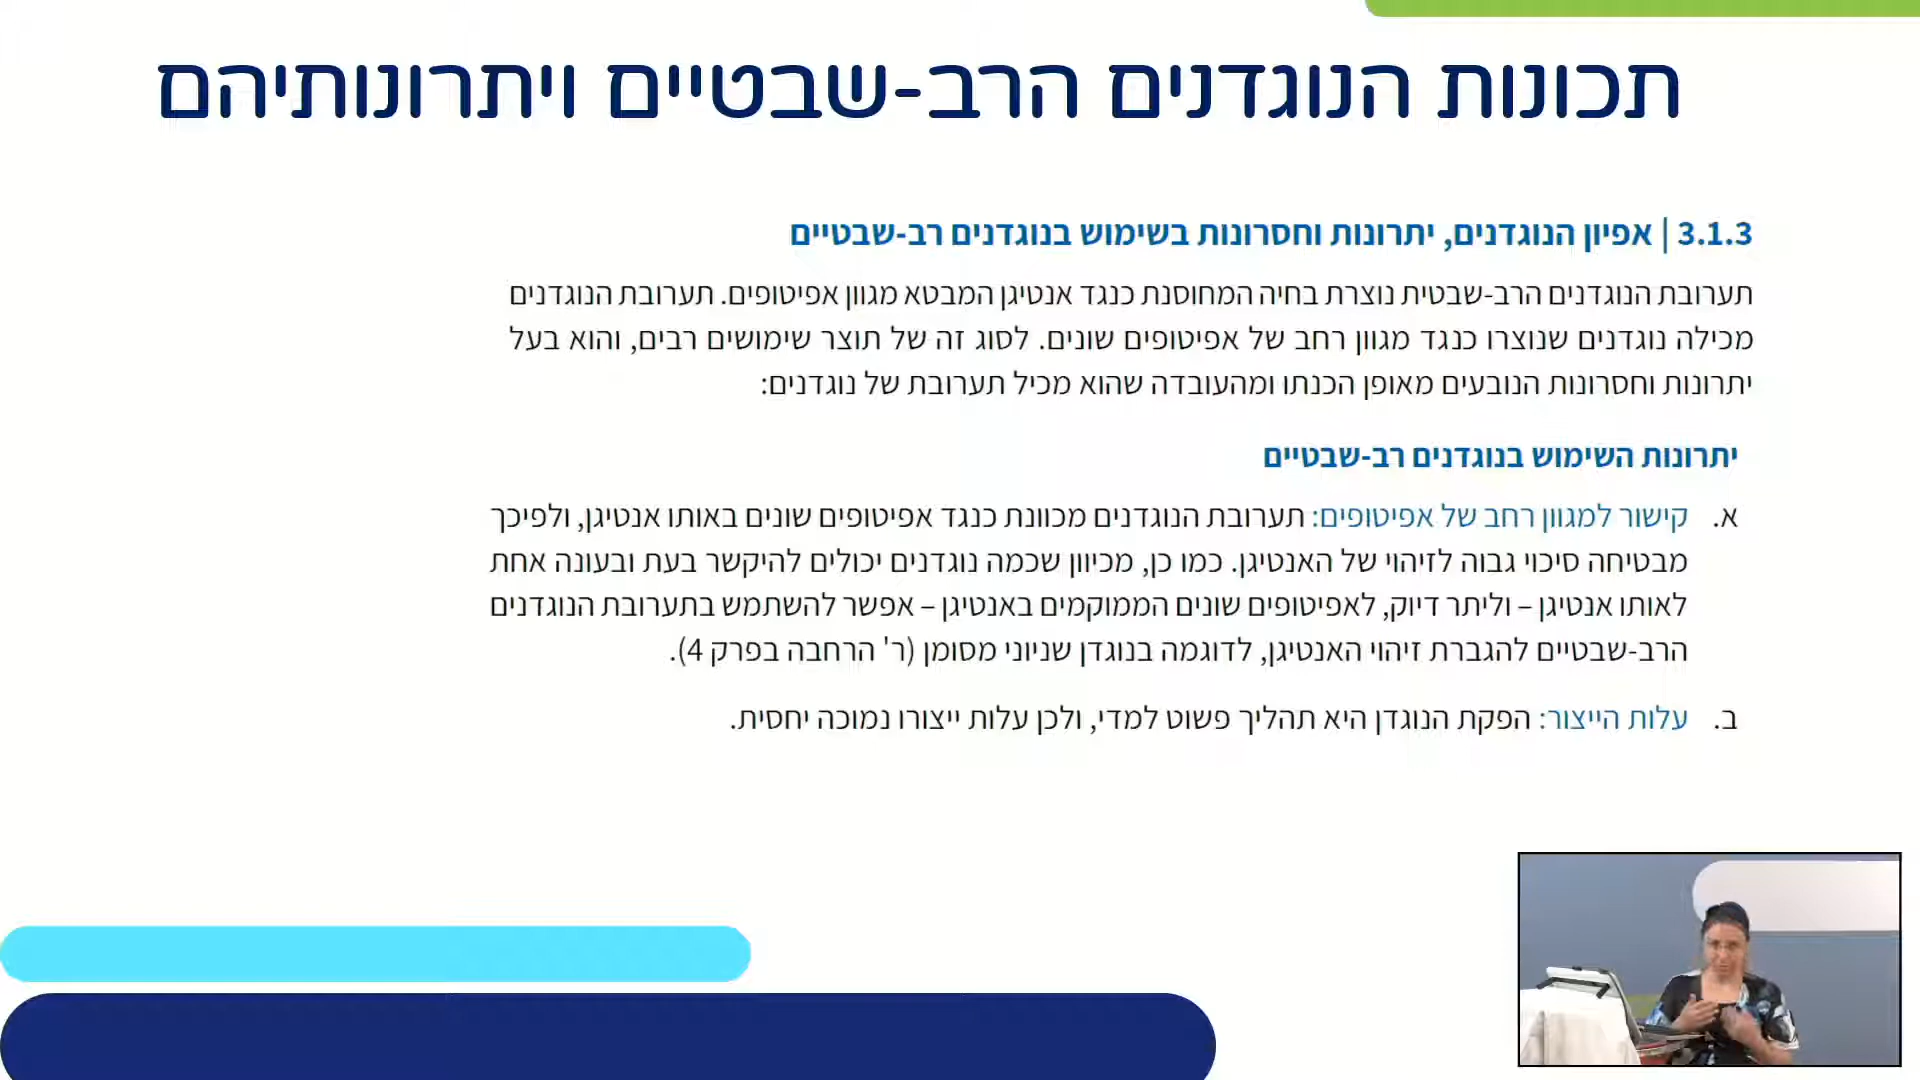 תכונות הנוגדנים הרב-שבטיים ויתרונותיהם
3.1.3 | אפיון הנוגדנים, יתרונות וחסרונות בשימוש בנוגדנים רב-שבטיים
תערובת הנוגדנים הרב-שבטית נוצרת בחיה המחוסנת כנגד אנטיגן המבטא מגוון אפיטופים. תערובת הנוגדנים
מכילה נוגדנים שנוצרו כנגד מגוון רחב של אפיטופים שונים. לסוג זה של תוצר שימושים רבים, והוא בעל
יתרונות וחסרונות הנובעים מאופן הכנתו ומהעובדה שהוא מכיל תערובת של נוגדנים:
יתרונות השימוש בנוגדנים רב-שבטיים
א. קישור למגוון רחב של אפיטופים: תערובת הנוגדנים מכוונת כנגד אפיטופים שונים באותו אנטיגן, ולפיכך
מבטיחה סיכוי גבוה לזיהוי של האנטיגן. כמו כן, מכיוון שכמה נוגדנים יכולים להיקשר בעת ובעונה אחת
לאותו אנטיגן – וליתר דיוק, לאפיטופים שונים הממוקמים באנטיגן – אפשר להשתמש בתערובת הנוגדנים
הרב-שבטיים להגברת זיהוי האנטיגן, לדוגמה בנוגדן שניוני מסומן (ר' הרחבה בפרק 4).
ב. עלות הייצור: הפקת הנוגדן היא תהליך פשוט למדי, ולכן עלות ייצורו נמוכה יחסית.